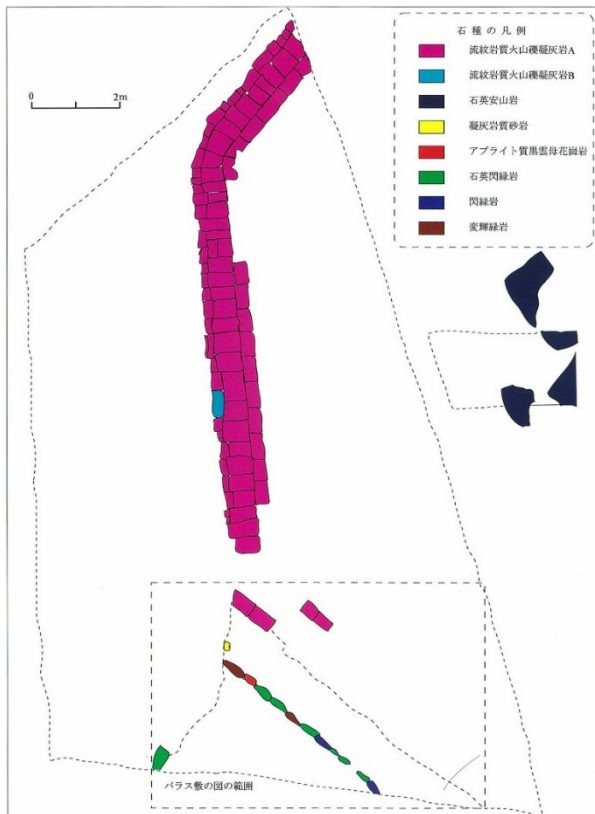 石種の凡例
流紋岩質火山礫凝灰岩A
流紋岩質火山礫凝灰岩B
石英安山岩
凝灰岩質砂岩
アプライト質黒雲母花崗岩
石英閃緑岩
閃緑岩
変輝緑岩
0 2m
バラス敷の図の範囲